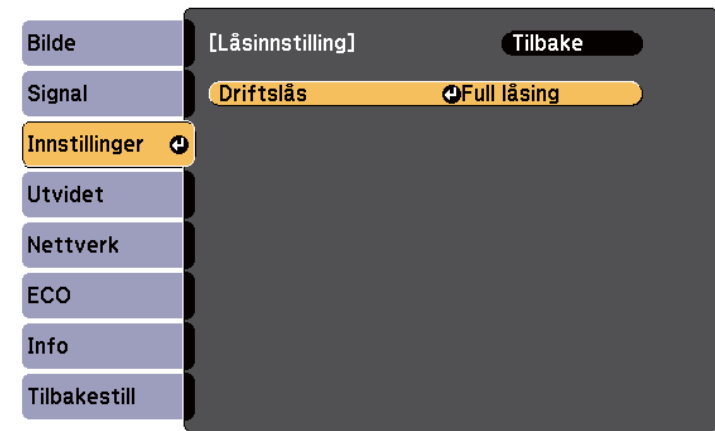 Bilde
Signal
Innstillinger
Utvidet
Nettverk
ECO
Info
Tilbakestill
[Låsinnstilling] Tilbake
Driftslås Full låsing